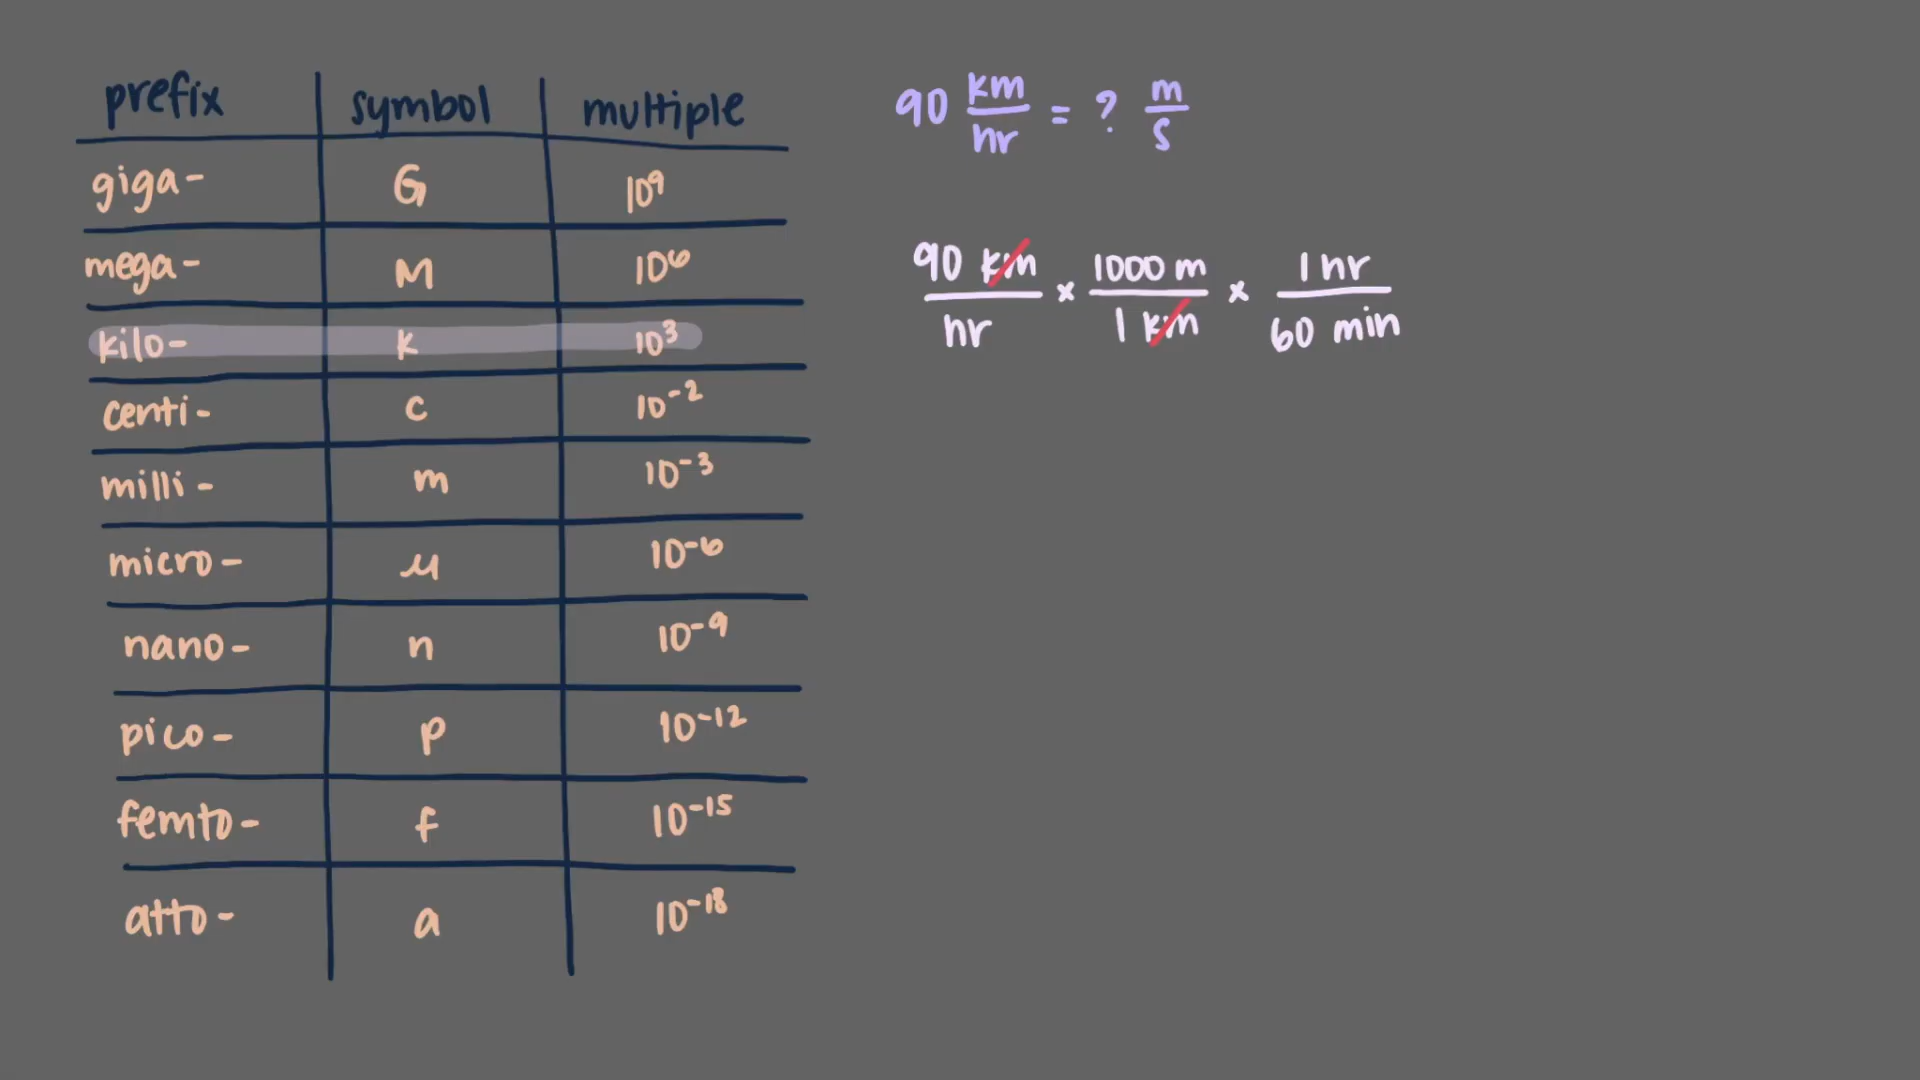 prefix symbol multiple
giga- G 10⁹
mega- M 10⁶
kilo- k 10³
centi- c 10⁻²
milli- m 10⁻³
micro- μ 10⁻⁶
nano- n 10⁻⁹
pico- p 10⁻¹²
femto- f 10⁻¹⁵
atto- a 10⁻¹⁸
90 km/hr = ? m/s
90 km/hr × 1000 m/1 km × 1 hr/60 min